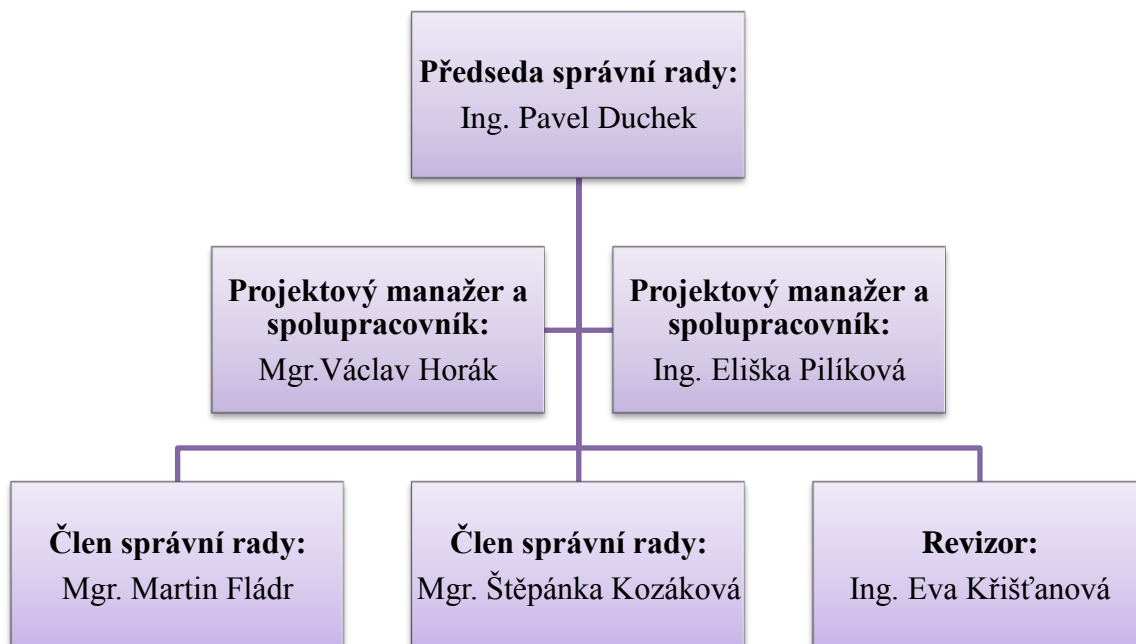 Předseda správní rady:
Ing. Pavel Duchek
Projektový manažer a
spolupracovník:
Mgr.Václav Horák
Projektový manažer a
spolupracovník:
Ing. Eliška Pilíková
Člen správní rady:
Mgr. Martin Fládr
Člen správní rady:
Mgr. Štěpánka Kozáková
Revizor:
Ing. Eva Křišťanová